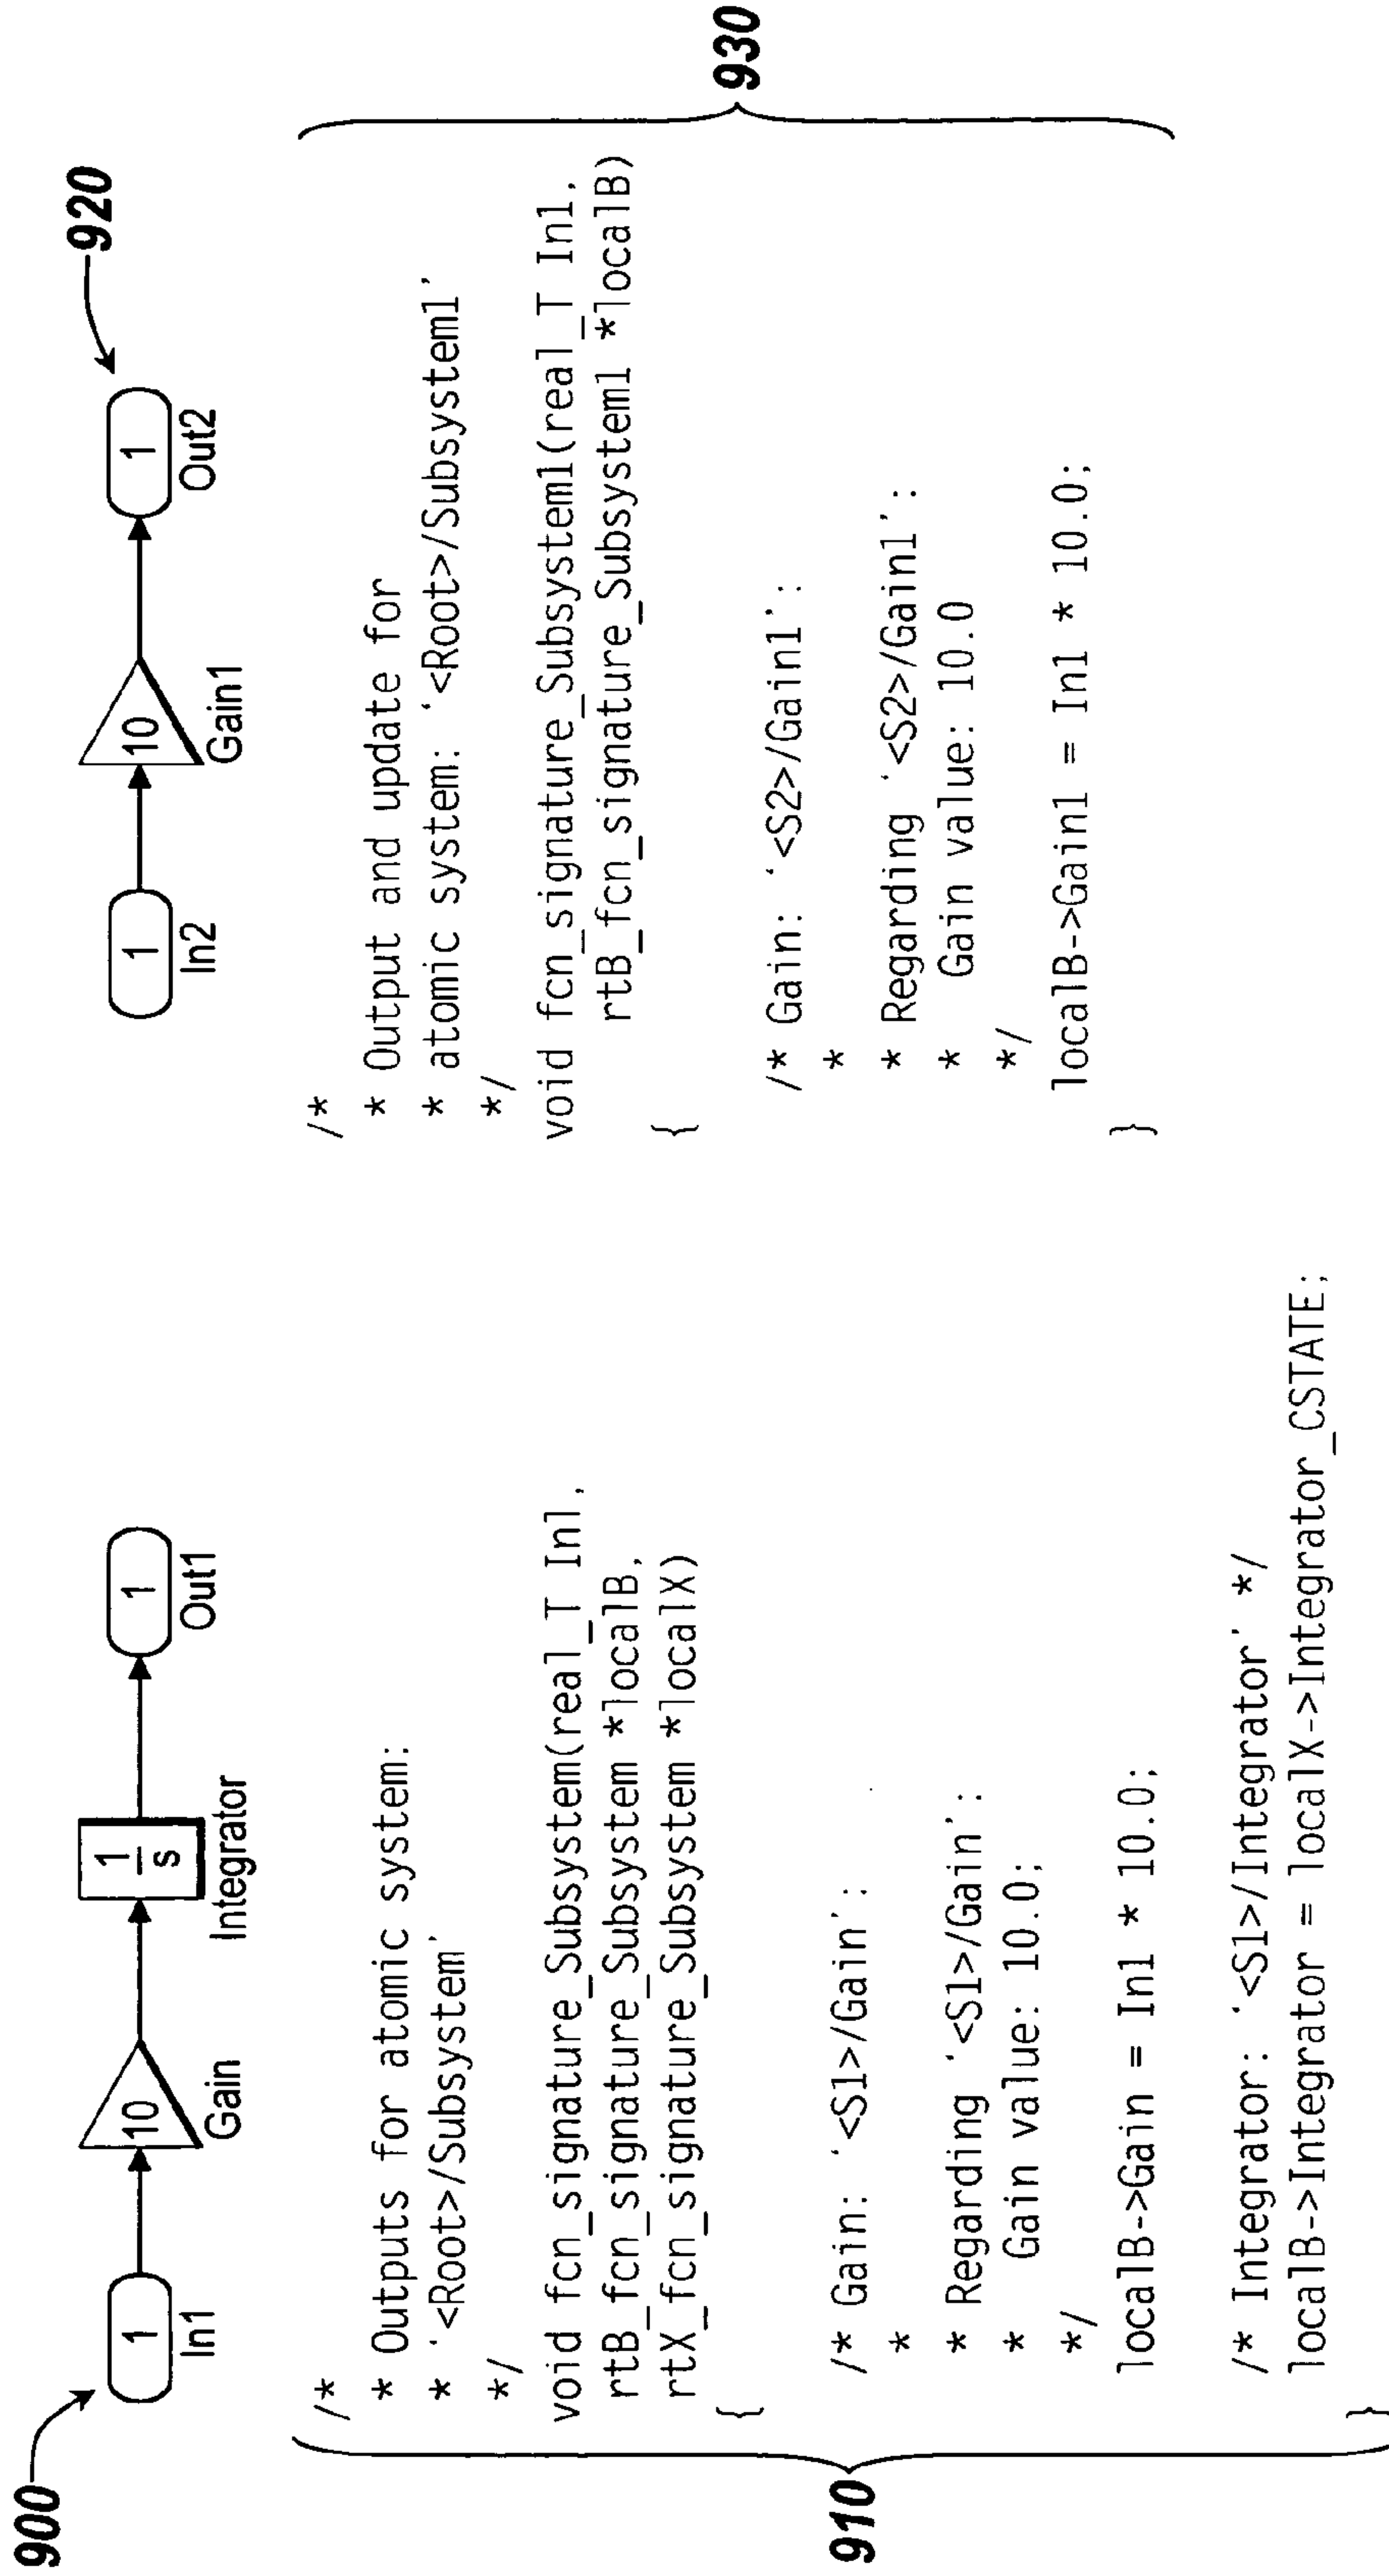 900
1
In1
10
Gain
1
s
Integrator
1
Out1
910
/*
* Outputs for atomic system:
* '<Root>/Subsystem'
*/
void fcn_signature_Subsystem(real_T In1,
rtB_fcn_signature_Subsystem *localB,
rtX_fcn_signature_Subsystem *localX)
{
/* Gain: '<S1>/Gain':
*
* Regarding '<S1>/Gain':
* Gain value: 10.0;
*/
localB->Gain = In1 * 10.0;
/* Integrator: '<S1>/Integrator' */
localB->Integrator = localX->Integrator_CSTATE;
}
920
1
In2
10
Gain1
1
Out2
930
/*
* Output and update for
* atomic system: '<Root>/Subsystem1'
*/
void fcn_signature_Subsystem1(real_T In1,
rtB_fcn_signature_Subsystem1 *localB)
{
/* Gain: '<S2>/Gain1':
*
* Regarding '<S2>/Gain1':
* Gain value: 10.0
*/
localB->Gain1 = In1 * 10.0;
}